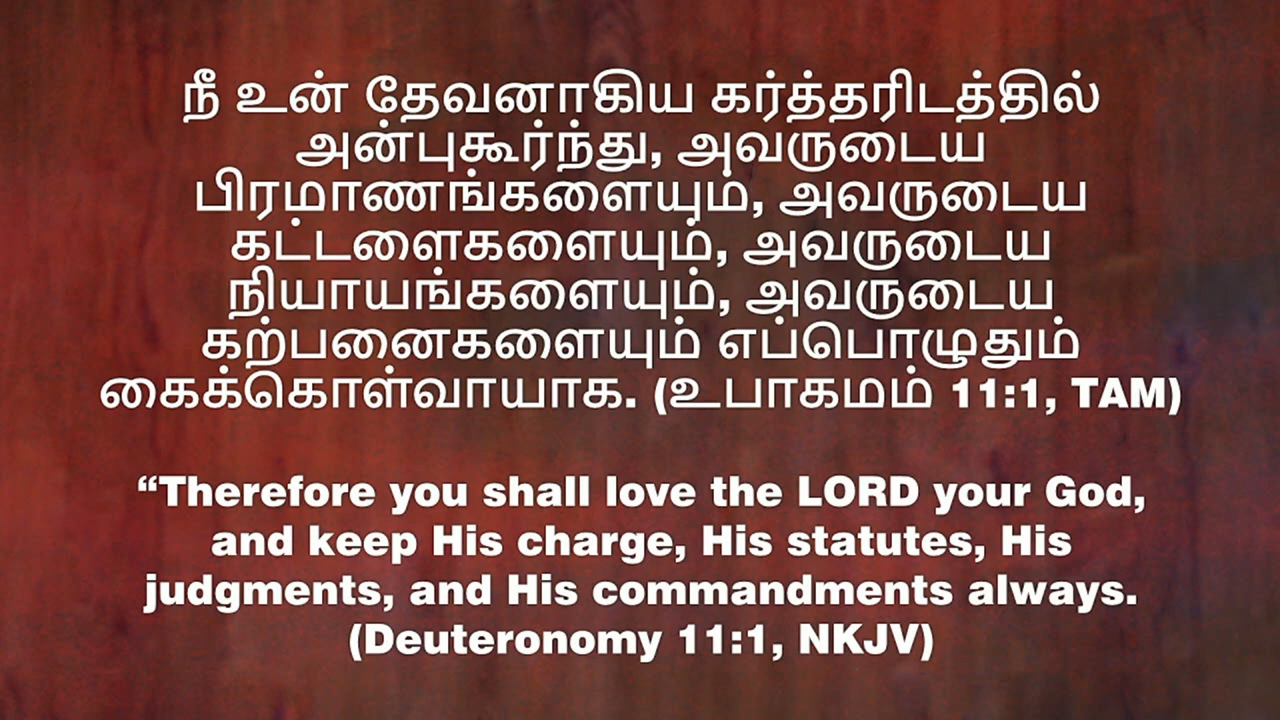 நீ உன் தேவனாகிய கர்த்தரிடத்தில்
அன்புகூர்ந்து, அவருடைய
பிரமாணங்களையும், அவருடைய
கட்டளைகளையும், அவருடைய
நியாயங்களையும், அவருடைய
கற்பனைகளையும் எப்பொழுதும்
கைக்கொள்வாயாக. (உபாகமம் 11:1, TAM)
“Therefore you shall love the LORD your God,
and keep His charge, His statutes, His
judgments, and His commandments always.
(Deuteronomy 11:1, NKJV)